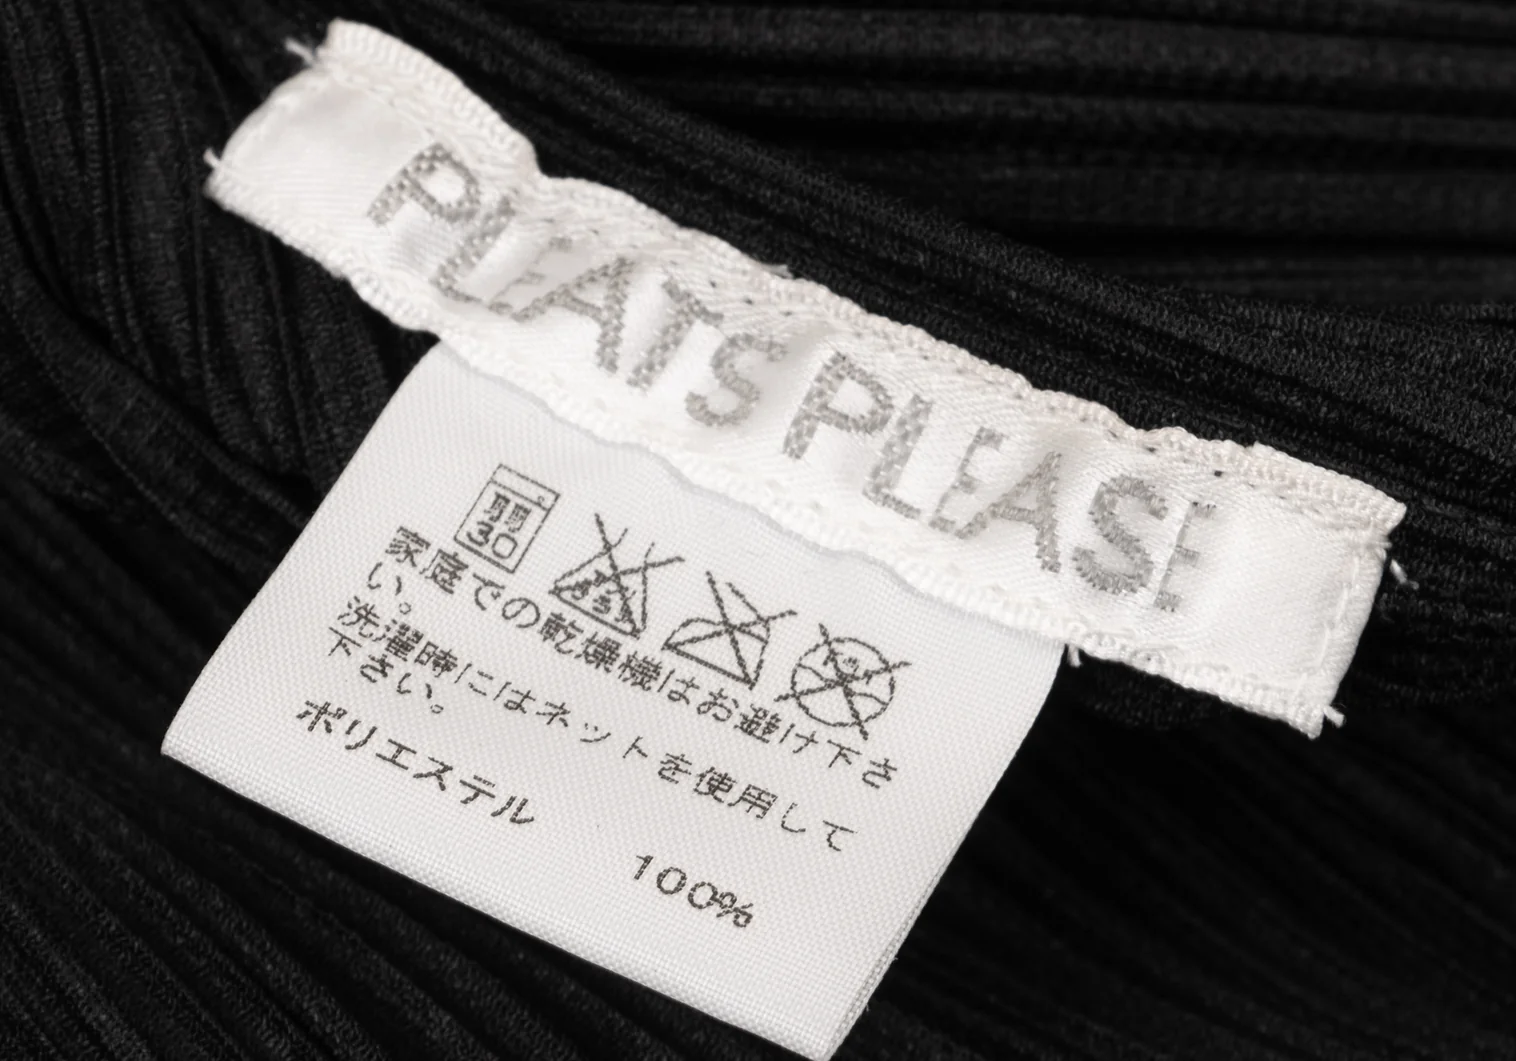 PLEATS PLEASE
弱
30
家庭での乾燥機はお避け下さ
い。
洗濯時にはネットを使用して
下さい。
ポリエステル
100%